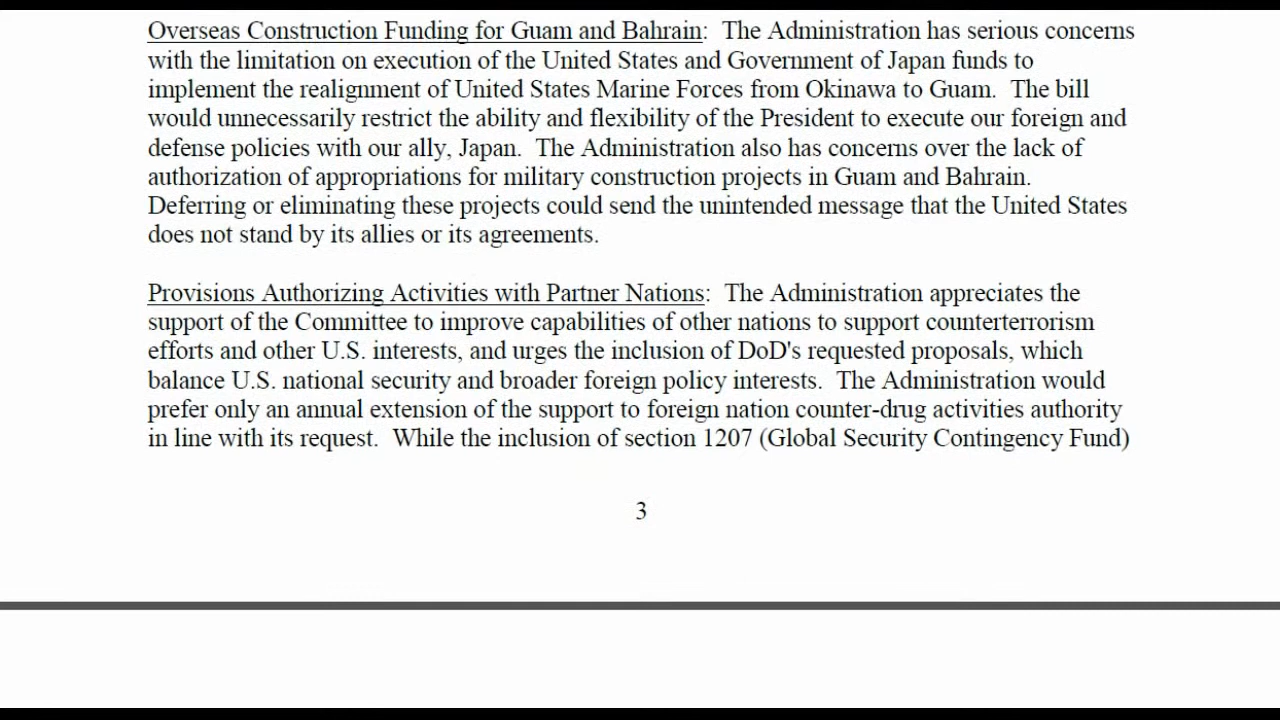 Overseas Construction Funding for Guam and Bahrain:  The Administration has serious concerns
with the limitation on execution of the United States and Government of Japan funds to
implement the realignment of United States Marine Forces from Okinawa to Guam.  The bill
would unnecessarily restrict the ability and flexibility of the President to execute our foreign and
defense policies with our ally, Japan.  The Administration also has concerns over the lack of
authorization of appropriations for military construction projects in Guam and Bahrain.
Deferring or eliminating these projects could send the unintended message that the United States
does not stand by its allies or its agreements.
Provisions Authorizing Activities with Partner Nations:  The Administration appreciates the
support of the Committee to improve capabilities of other nations to support counterterrorism
efforts and other U.S. interests, and urges the inclusion of DoD's requested proposals, which
balance U.S. national security and broader foreign policy interests.  The Administration would
prefer only an annual extension of the support to foreign nation counter-drug activities authority
in line with its request.  While the inclusion of section 1207 (Global Security Contingency Fund)
3